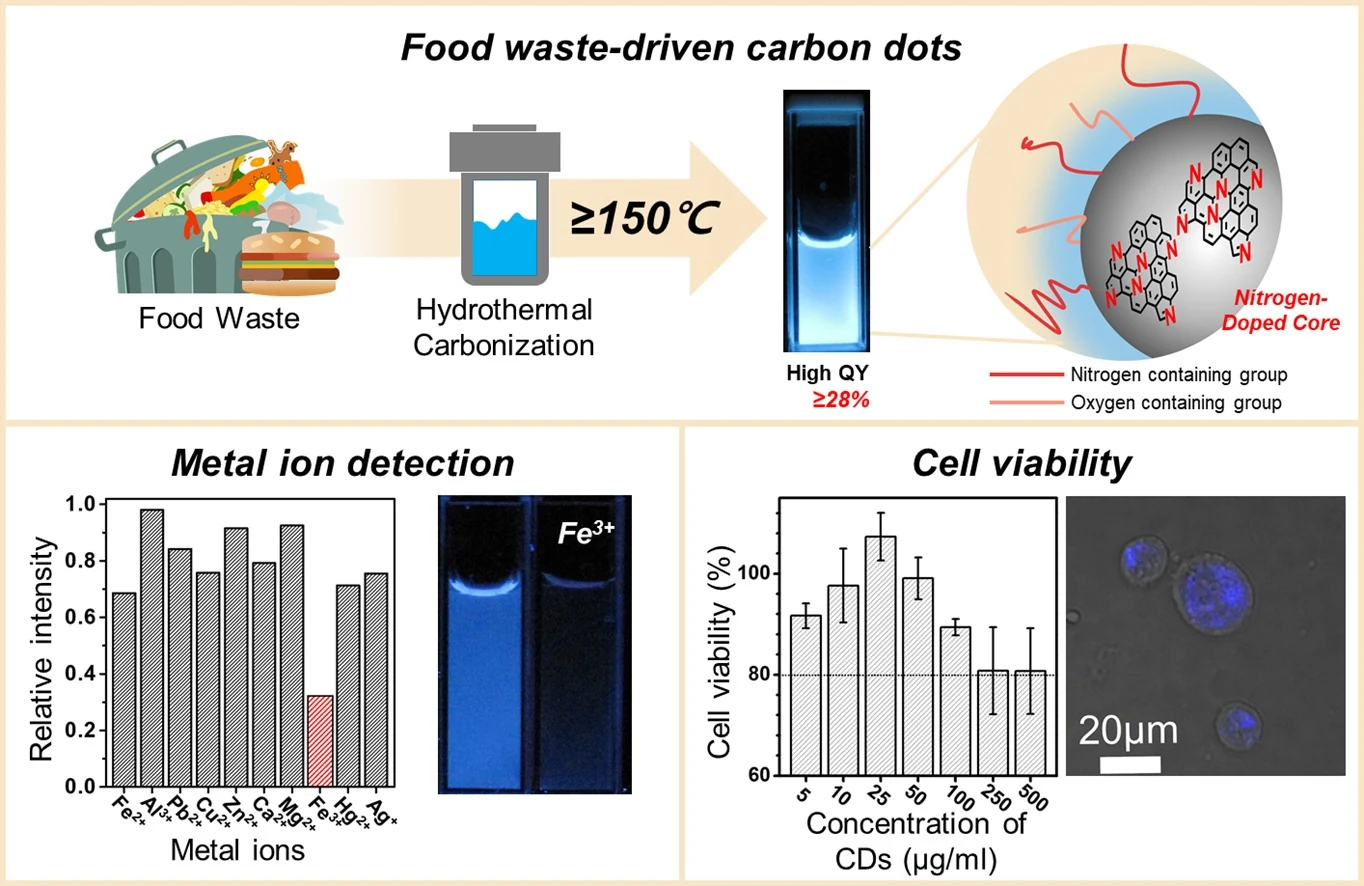 Food waste-driven carbon dots
≥150℃
Food Waste
Hydrothermal
Carbonization
High QY
≥28%
N N N N N N N N N N
Nitrogen-
Doped Core
Nitrogen containing group
Oxygen containing group
Metal ion detection
Relative intensity
1.0
0.8
0.6
0.4
0.2
0.0
Fe²⁺ Al³⁺ Pb²⁺ Cu²⁺ Zn²⁺ Ca²⁺ Mg²⁺ Fe³⁺ Hg²⁺ Ag⁺
Metal ions
Fe³⁺
Cell viability
Cell viability (%)
100
80
60
5 10 25 50 100 250 500
Concentration of
CDs (μg/ml)
20μm